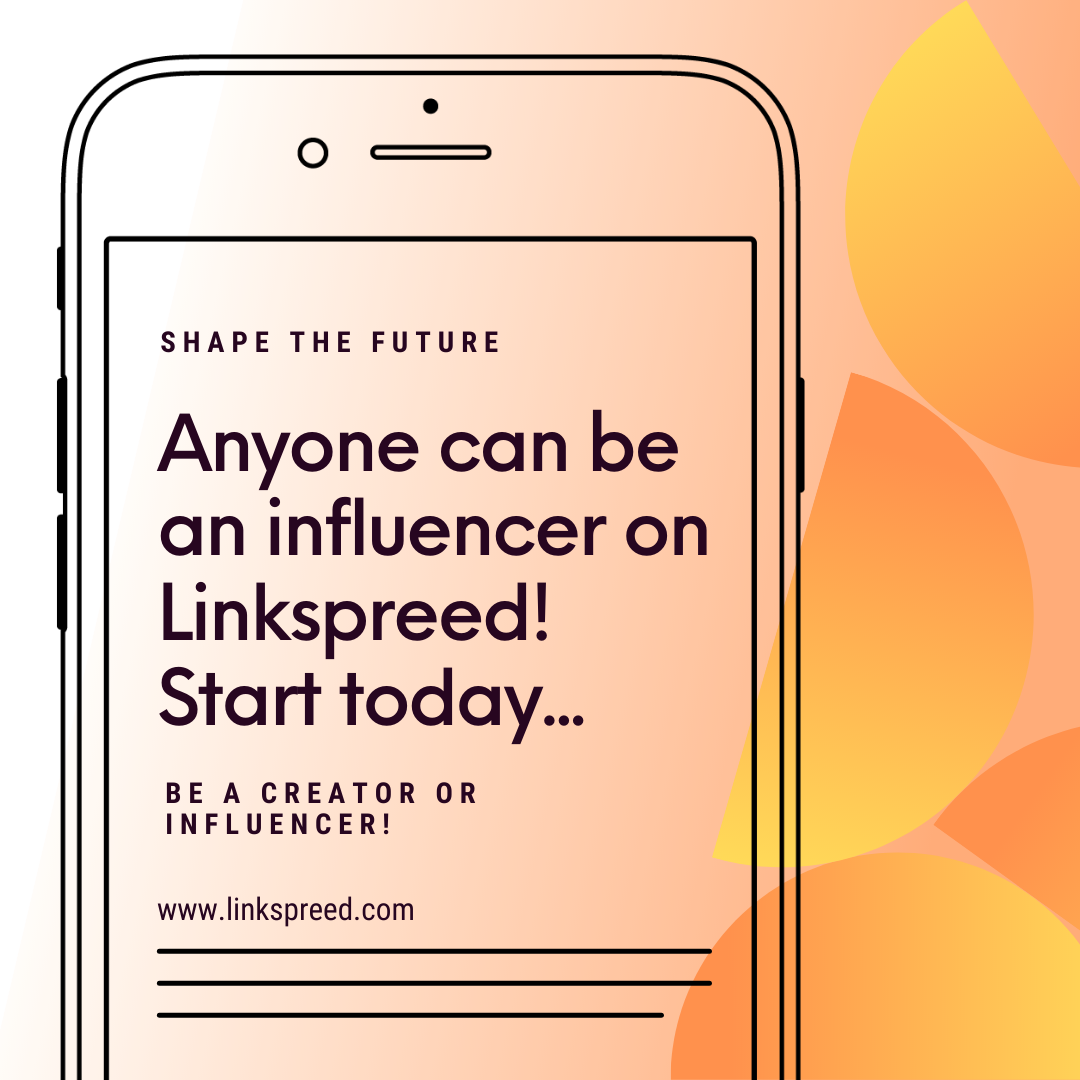 SHAPE THE FUTURE
Anyone can be
an influencer on
Linkspreed!
Start today...
BE A CREATOR OR
INFLUENCER!
www.linkspreed.com